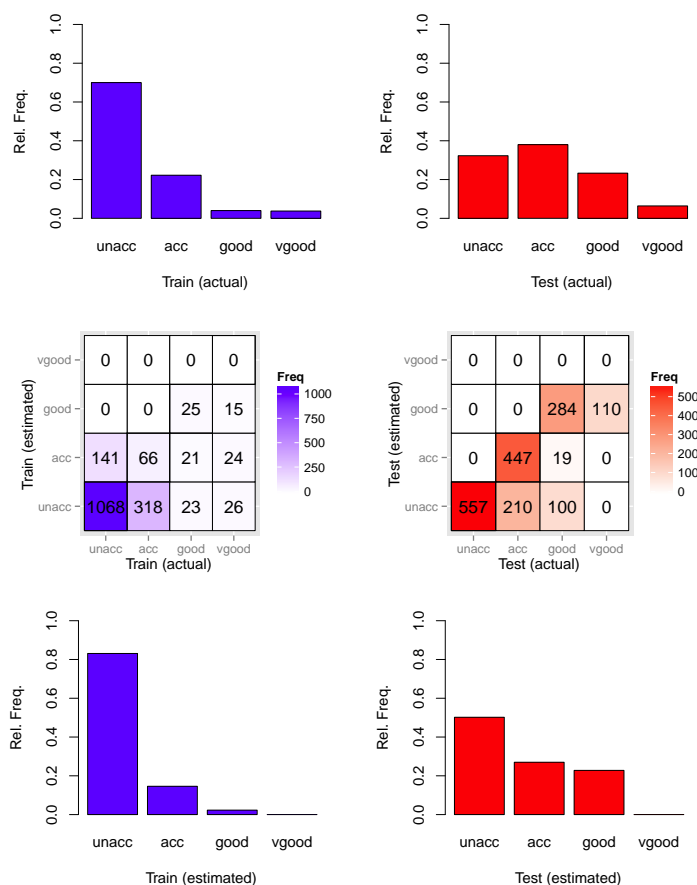 Rel. Freq.
0.0 0.2 0.4 0.6 0.8 1.0
unacc acc good vgood
Train (actual)
Rel. Freq.
0.0 0.2 0.4 0.6 0.8 1.0
unacc acc good vgood
Test (actual)
Train (estimated)
vgood 0 0 0 0
good 0 0 25 15
acc 141 66 21 24
unacc 1068 318 23 26
unacc acc good vgood
Train (actual)
Freq
1000
750
500
250
0
Test (estimated)
vgood 0 0 0 0
good 0 0 284 110
acc 0 447 19 0
unacc 557 210 100 0
unacc acc good vgood
Test (actual)
Freq
500
400
300
200
100
0
Rel. Freq.
0.0 0.2 0.4 0.6 0.8 1.0
unacc acc good vgood
Train (estimated)
Rel. Freq.
0.0 0.2 0.4 0.6 0.8 1.0
unacc acc good vgood
Test (estimated)